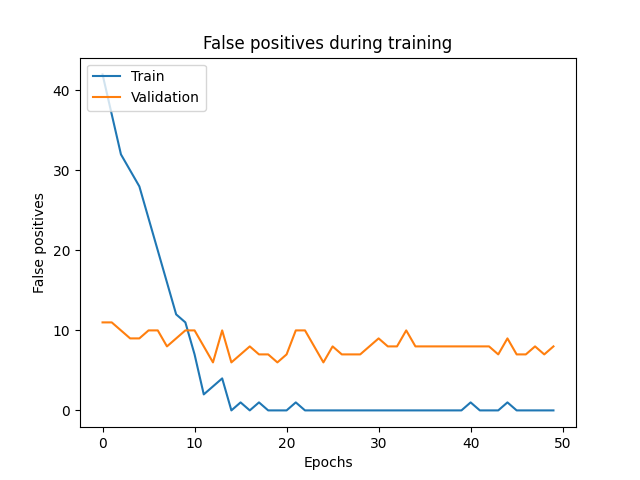 False positives during training
Train
Validation
40
30
20
10
0
False positives
0 10 20 30 40 50
Epochs